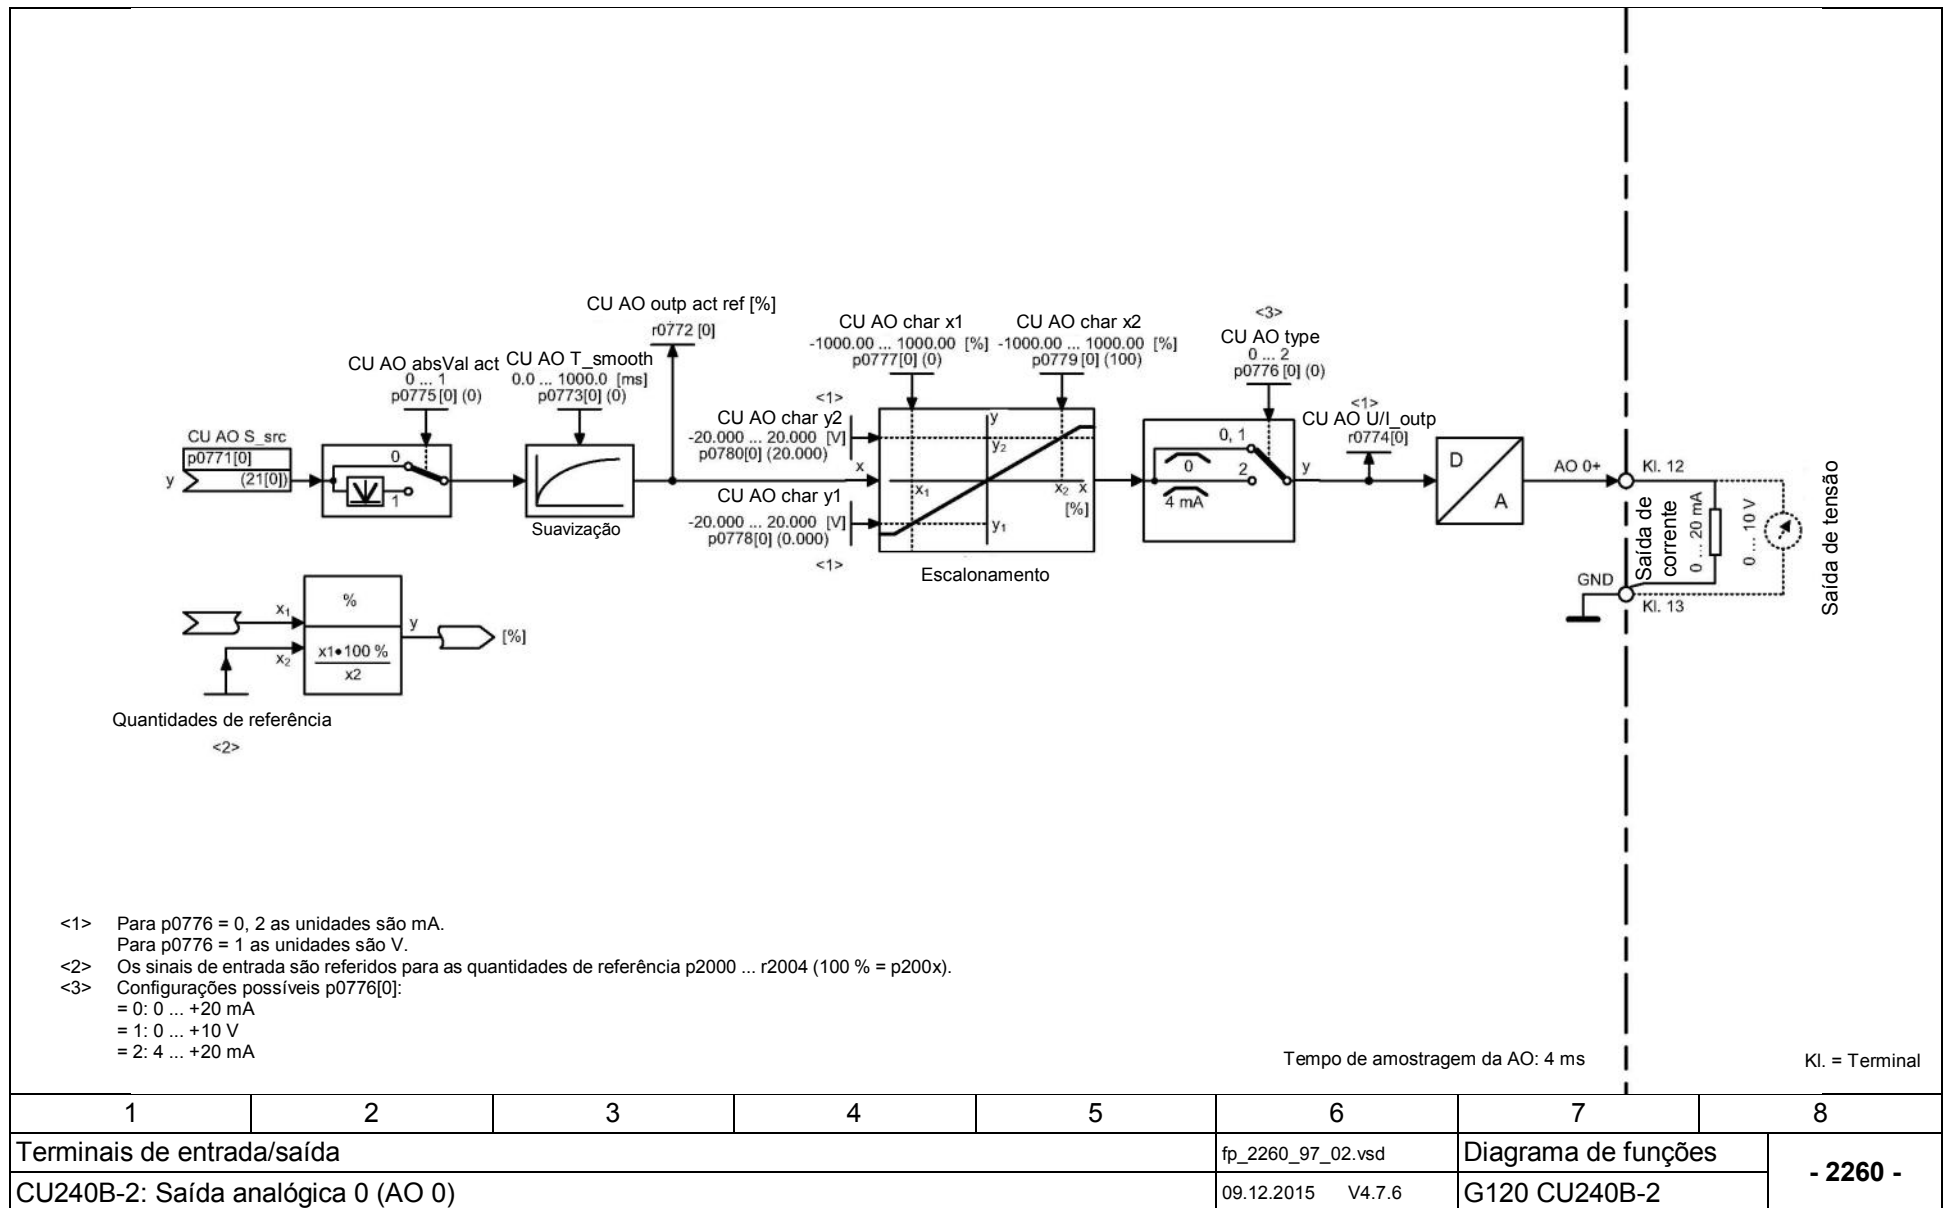 CU AO outp act ref [%]
r0772 [0]
CU AO char x1
-1000.00 ... 1000.00 [%]
p0777[0] (0)
CU AO char x2
-1000.00 ... 1000.00 [%]
p0779[0] (100)
<3>
CU AO type
0 ... 2
p0776[0] (0)
CU AO absVal act
0 ... 1
p0775[0] (0)
CU AO T_smooth
0.0 ... 1000.0 [ms]
p0773[0] (0)
<1>
CU AO char y2
-20.000 ... 20.000 [V]
p0780[0] (20.000)
<1>
CU AO U/I_outp
r0774[0]
CU AO S_src
p0771[0]
(21[0])
y
0
1
Suavização
x
CU AO char y1
-20.000 ... 20.000 [V]
p0778[0] (0.000)
<1>
y
y2
x1
x2 x
[%]
y1
Escalonamento
0, 1
0
2
4 mA
y
D
A
AO 0+
Kl. 12
GND
Kl. 13
Saída de corrente
0 ... 20 mA
0 ... 10 V
Saída de tensão
x1
x2
%
x1•100 %
x2
y
[%]
Quantidades de referência
<2>
<1> Para p0776 = 0, 2 as unidades são mA.
Para p0776 = 1 as unidades são V.
<2> Os sinais de entrada são referidos para as quantidades de referência p2000 ... r2004 (100 % = p200x).
<3> Configurações possíveis p0776[0]:
= 0: 0 ... +20 mA
= 1: 0 ... +10 V
= 2: 4 ... +20 mA
Tempo de amostragem da AO: 4 ms
Kl. = Terminal
1 2 3 4 5 6 7 8
Terminais de entrada/saída
fp_2260_97_02.vsd
Diagrama de funções
- 2260 -
CU240B-2: Saída analógica 0 (AO 0)
09.12.2015 V4.7.6
G120 CU240B-2